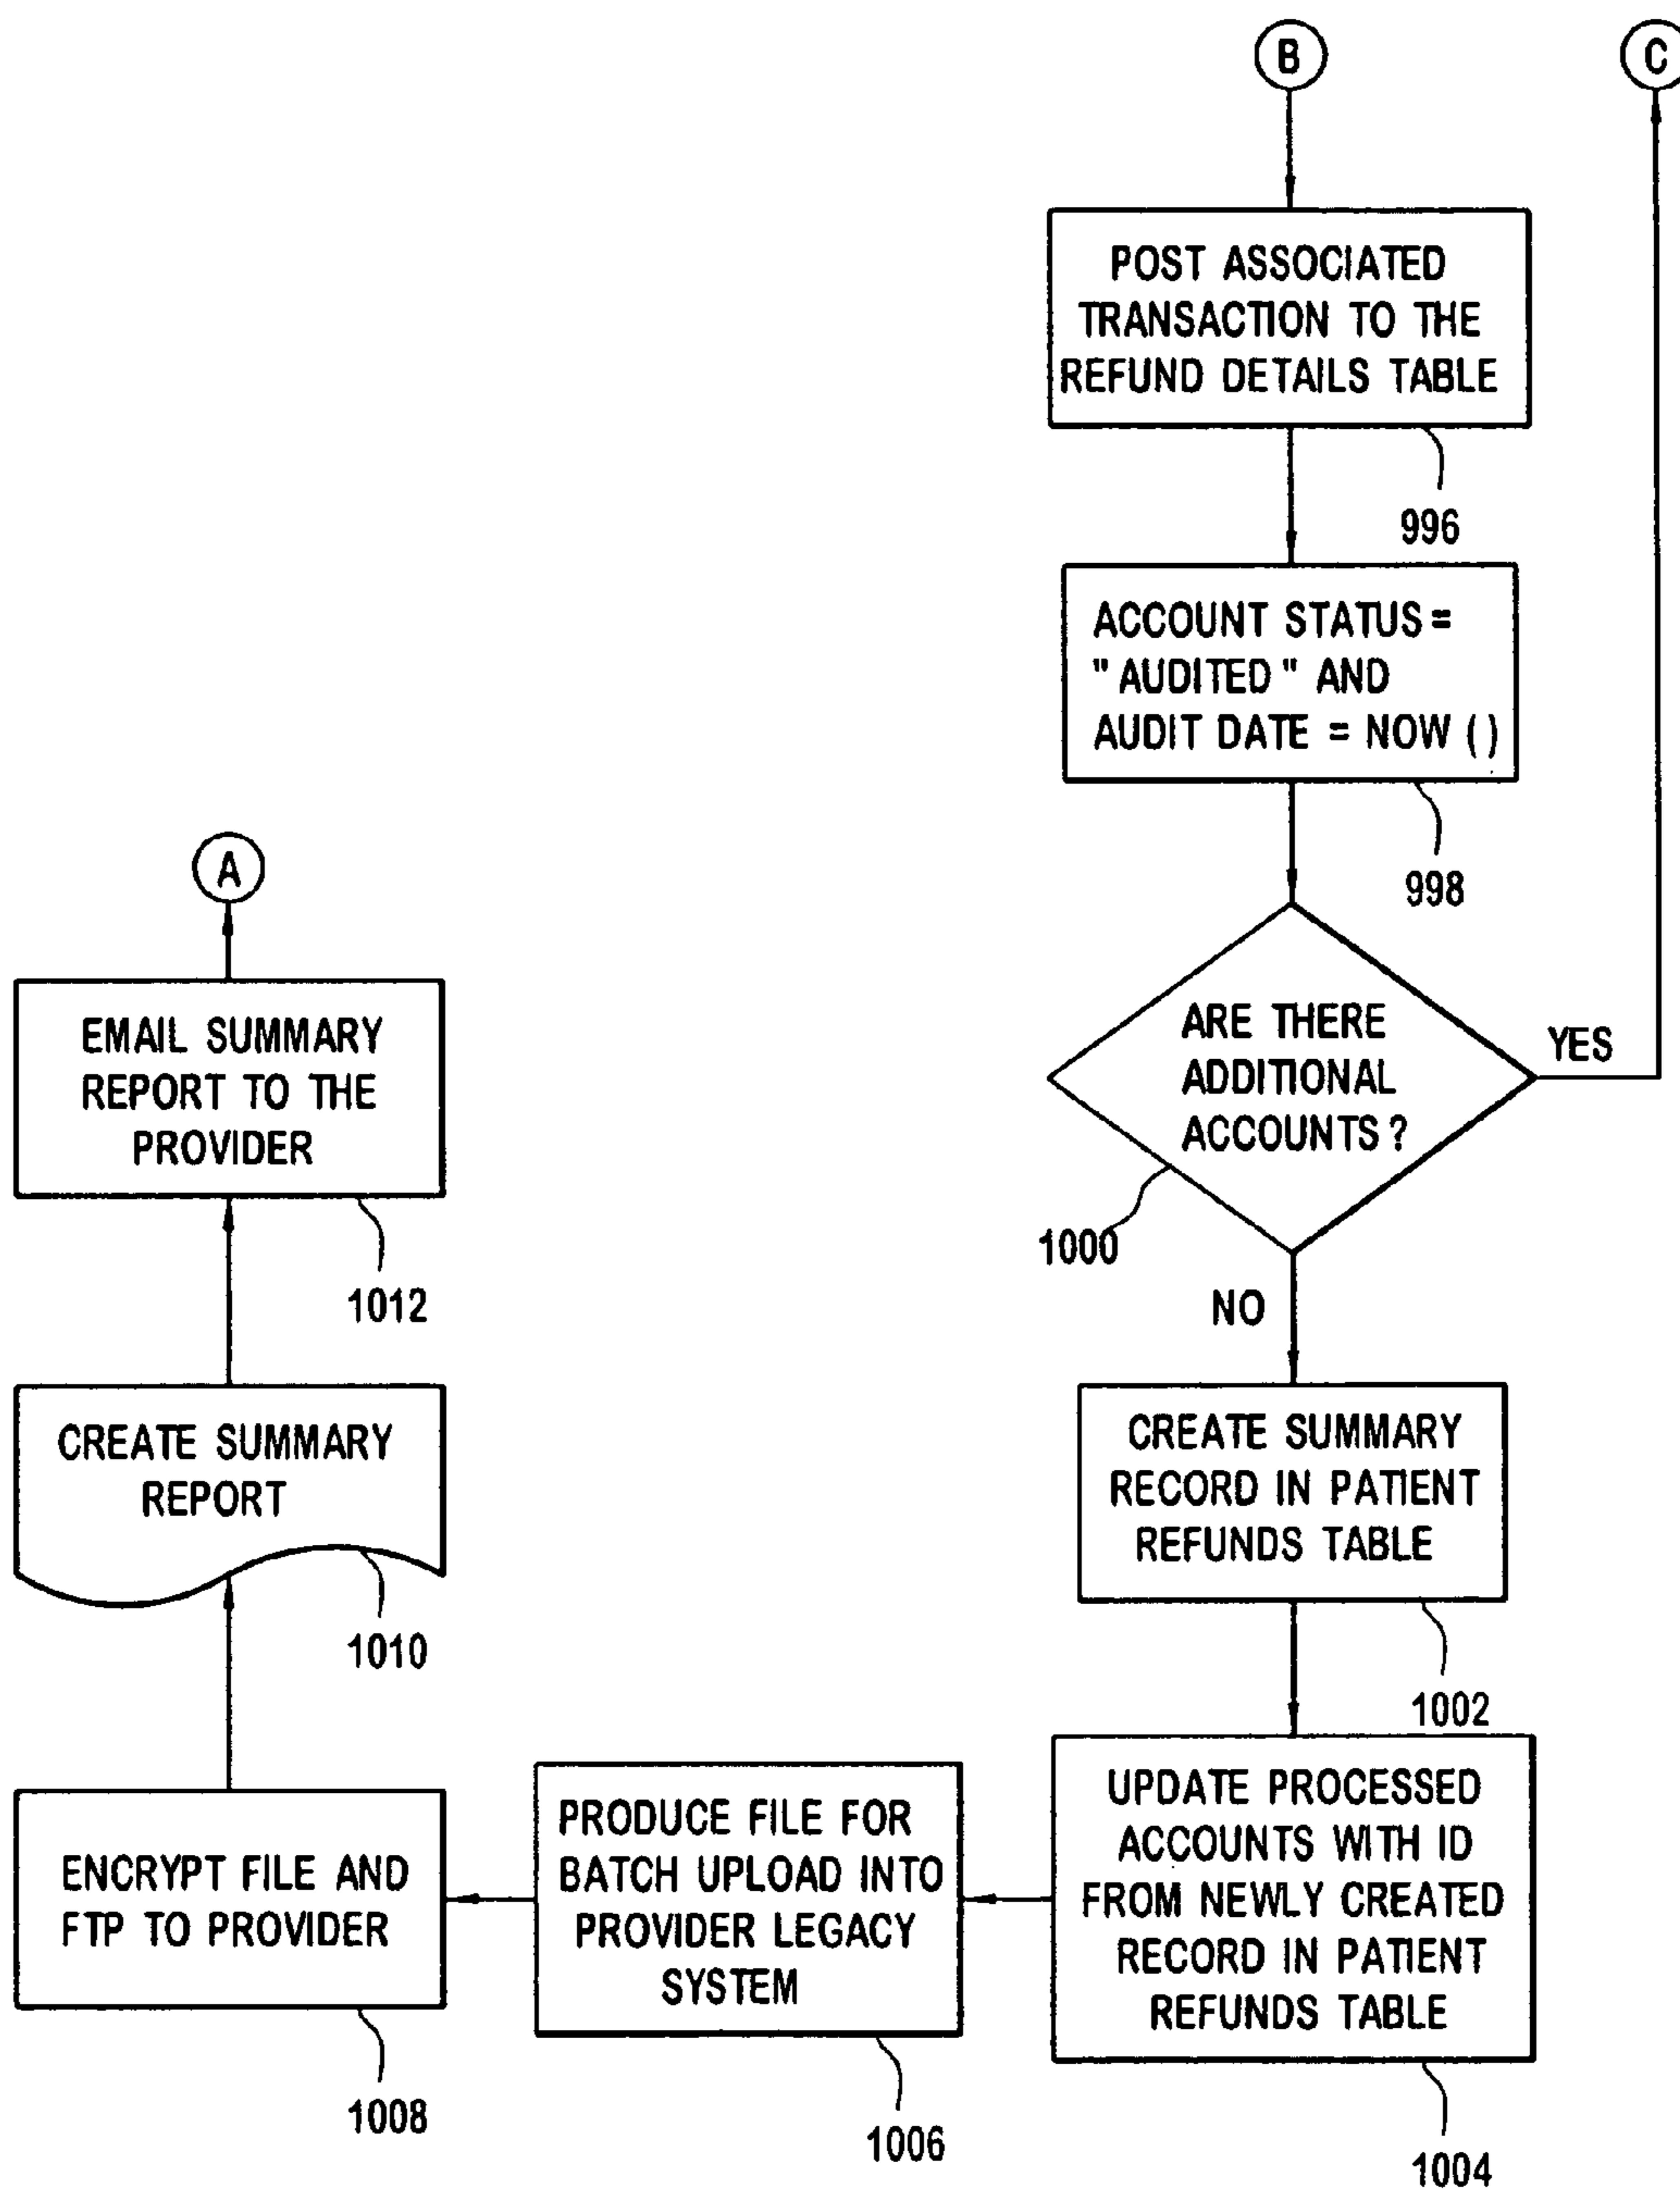 B
C
POST ASSOCIATED
TRANSACTION TO THE
REFUND DETAILS TABLE
996
ACCOUNT STATUS =
"AUDITED" AND
AUDIT DATE = NOW ()
998
ARE THERE
ADDITIONAL
ACCOUNTS?
YES
1000
NO
CREATE SUMMARY
RECORD IN PATIENT
REFUNDS TABLE
1002
UPDATE PROCESSED
ACCOUNTS WITH ID
FROM NEWLY CREATED
RECORD IN PATIENT
REFUNDS TABLE
1004
PRODUCE FILE FOR
BATCH UPLOAD INTO
PROVIDER LEGACY
SYSTEM
1006
ENCRYPT FILE AND
FTP TO PROVIDER
1008
CREATE SUMMARY
REPORT
1010
EMAIL SUMMARY
REPORT TO THE
PROVIDER
1012
A